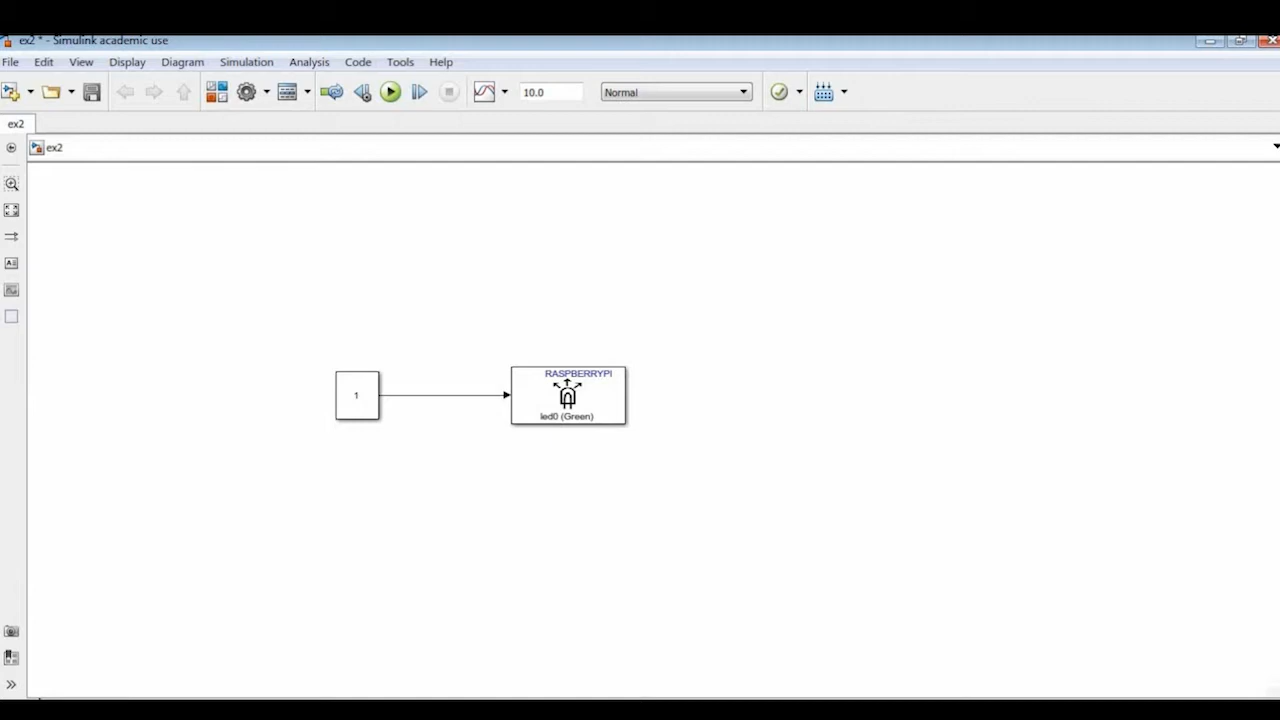 ex2 * - Simulink academic use
File Edit View Display Diagram Simulation Analysis Code Tools Help
10.0 Normal
ex2
ex2
RASPBERRYPI
1
led0 (Green)